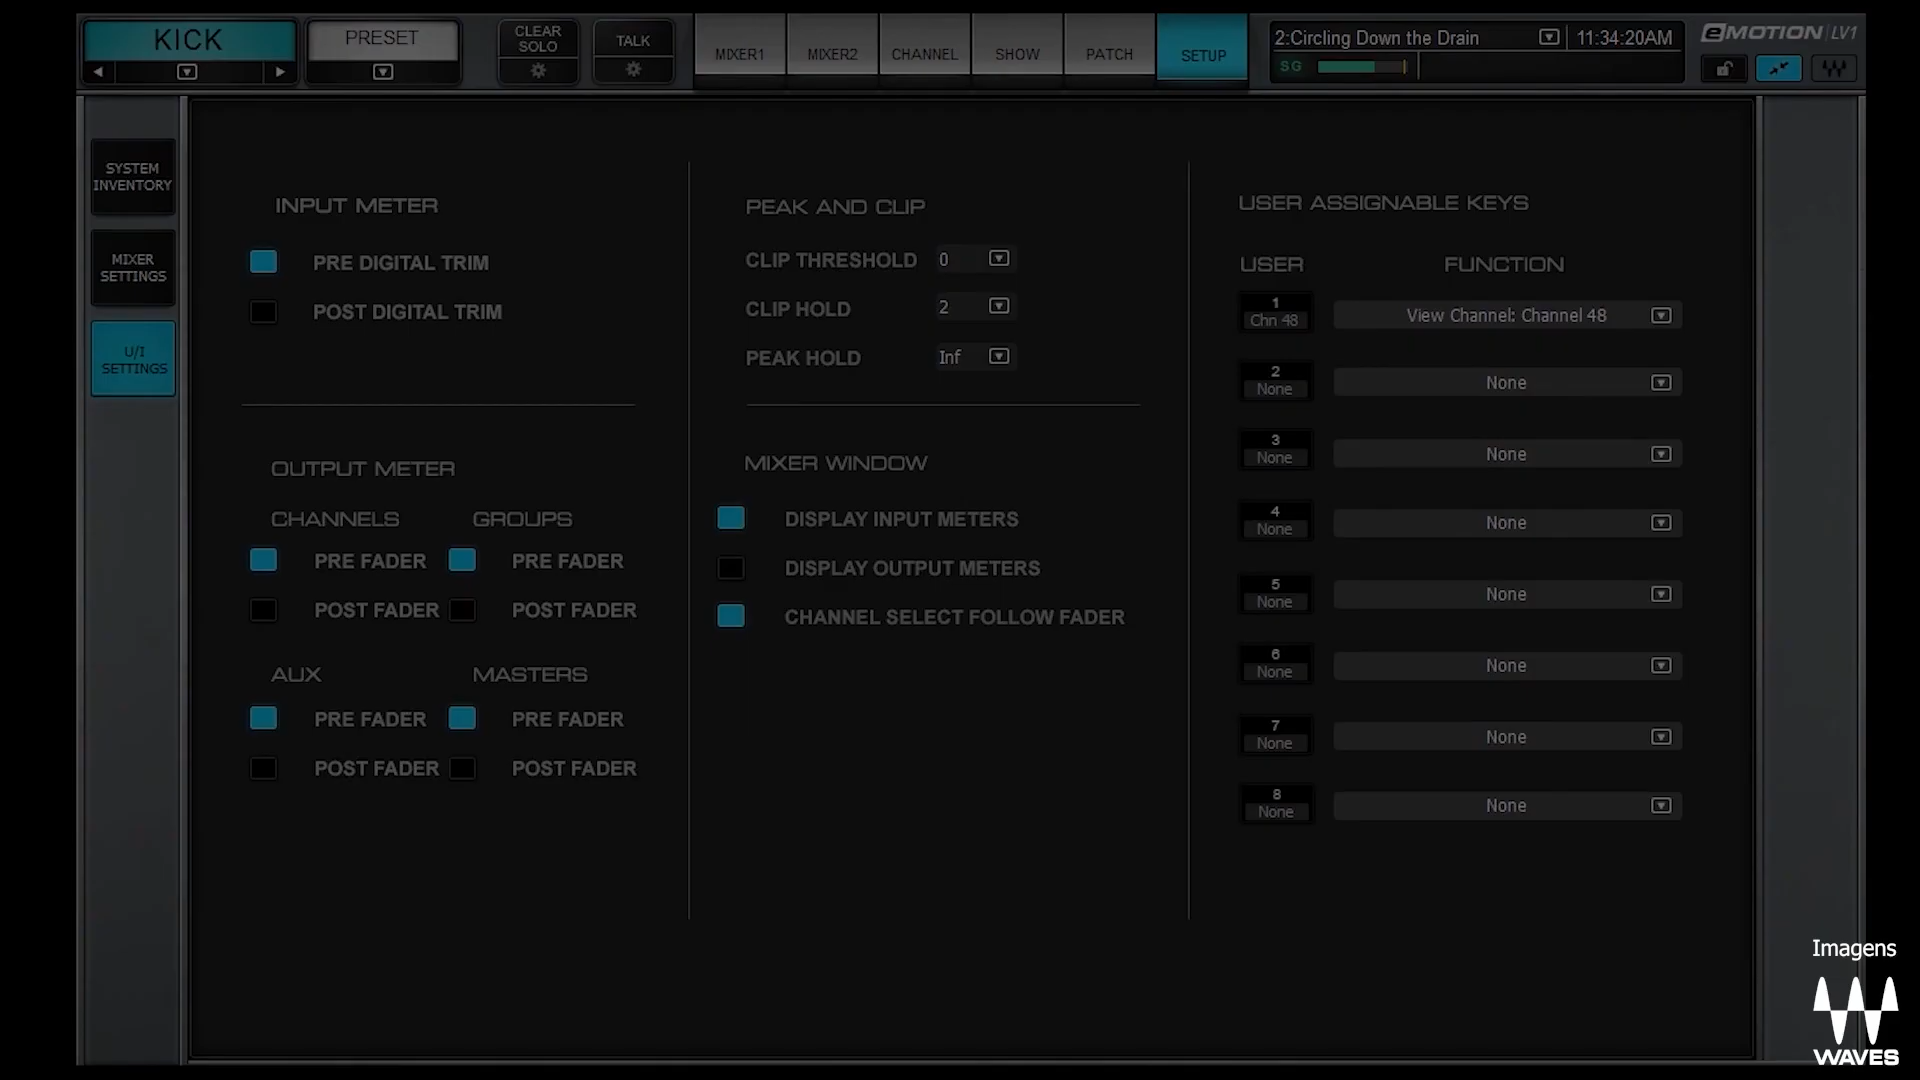 KICK
PRESET
CLEAR
SOLO
TALK
MIXER1
MIXER2
CHANNEL
SHOW
PATCH
SETUP
2:Circling Down the Drain
11:34:20AM
SG
eMOTION LV1
SYSTEM
INVENTORY
MIXER
SETTINGS
U/I
SETTINGS
INPUT METER
PRE DIGITAL TRIM
POST DIGITAL TRIM
OUTPUT METER
CHANNELS GROUPS
PRE FADER PRE FADER
POST FADER POST FADER
AUX MASTERS
PRE FADER PRE FADER
POST FADER POST FADER
PEAK AND CLIP
CLIP THRESHOLD 0
CLIP HOLD 2
PEAK HOLD Inf
MIXER WINDOW
DISPLAY INPUT METERS
DISPLAY OUTPUT METERS
CHANNEL SELECT FOLLOW FADER
USER ASSIGNABLE KEYS
USER FUNCTION
1
Chn 48 View Channel: Channel 48
2
None None
3
None None
4
None None
5
None None
6
None None
7
None None
8
None None
Imagens
WAVES